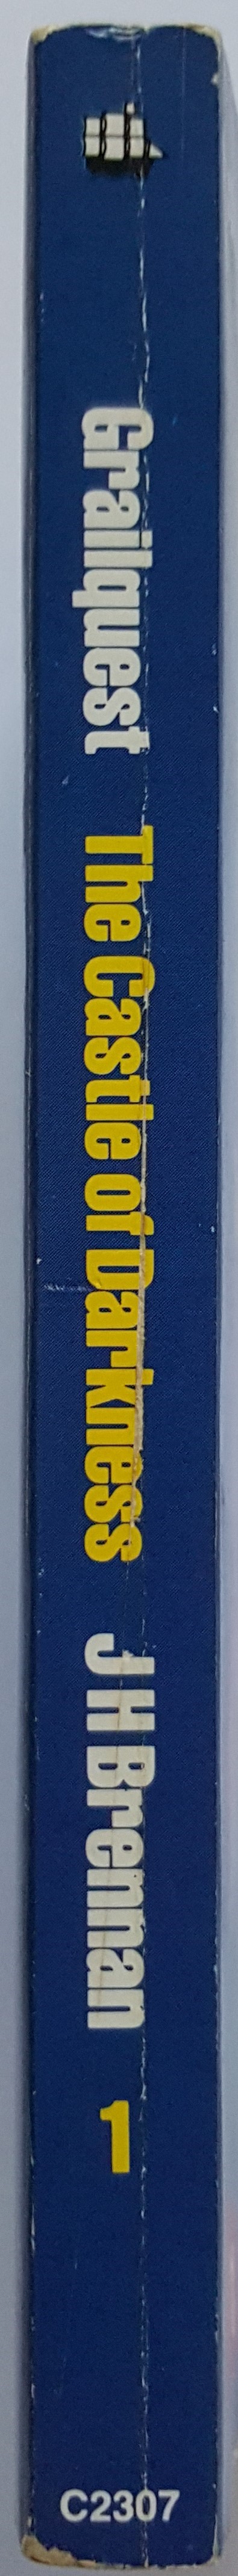 Grailquest The Castle of Darkness J H Brennan
1
C2307